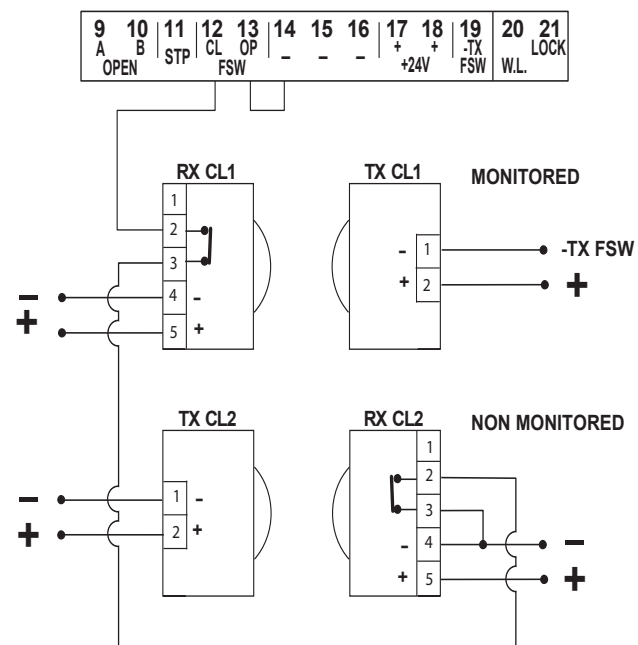 9 10 11 12 13 14 15 16 17 18 19 20 21
A B STP CL OP - - - + + -TX LOCK
OPEN FSW +24V FSW W.L.
RX CL1 TX CL1 MONITORED
1
2
3
4 -
5 +
-
+
- 1 -TX FSW
+ 2 +
TX CL2 RX CL2 NON MONITORED
- 1 -
+ 2 +
1
2
3
- 4 -
+ 5 +